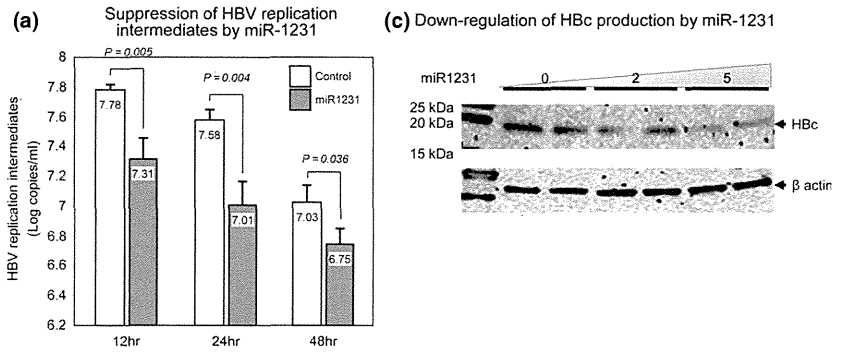 (a)
Suppression of HBV replication
intermediates by miR-1231
HBV replication intermediates
(Log copies/ml)
8
7.8
7.6
7.4
7.2
7
6.8
6.6
6.4
6.2
P = 0.005
P = 0.004
P = 0.036
Control
miR1231
7.78
7.31
7.58
7.01
7.03
6.75
12hr
24hr
48hr
(c) Down-regulation of HBc production by miR-1231
miR1231
0 2 5
25 kDa
20 kDa
15 kDa
HBc
β actin